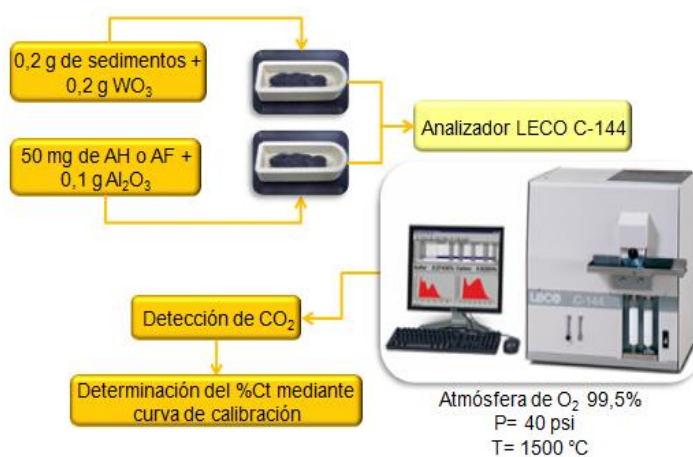 0,2 g de sedimentos +
0,2 g WO₃
50 mg de AH o AF +
0,1 g Al₂O₃
Analizador LECO C-144
LECO C-144
Detección de CO₂
Determinación del %Ct mediante
curva de calibración
Atmósfera de O₂ 99,5%
P= 40 psi
T= 1500 °C